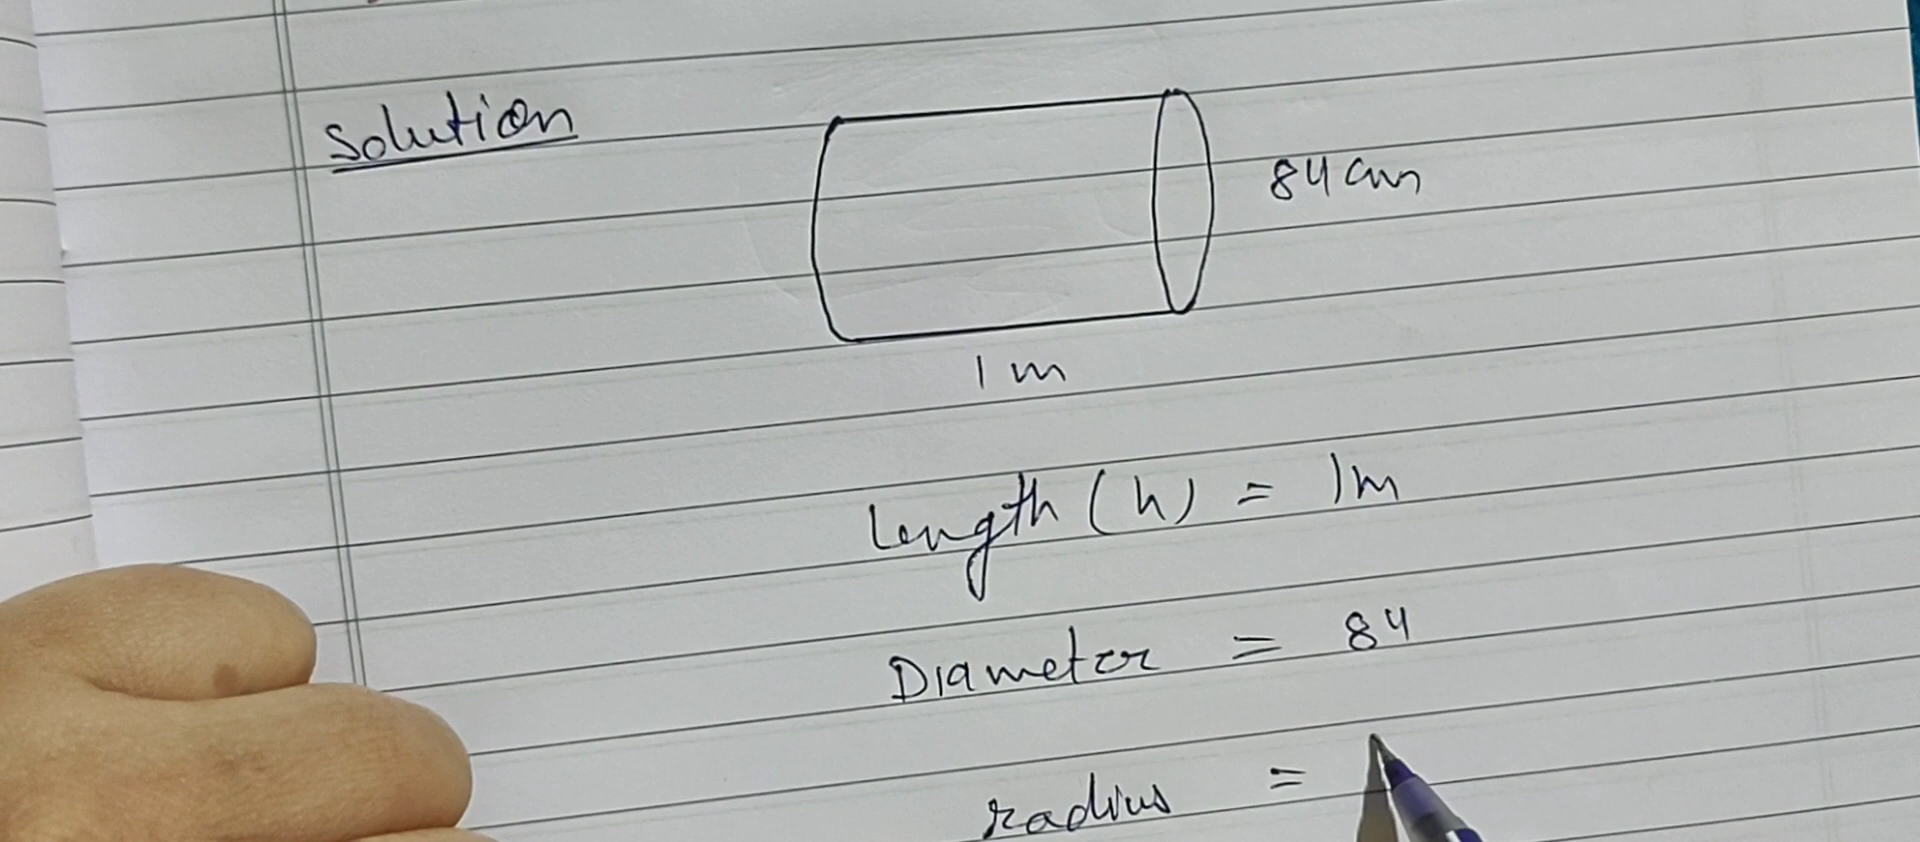 Solution
84 cm
1 m
Length (h) = 1m
Diameter = 84
radius =